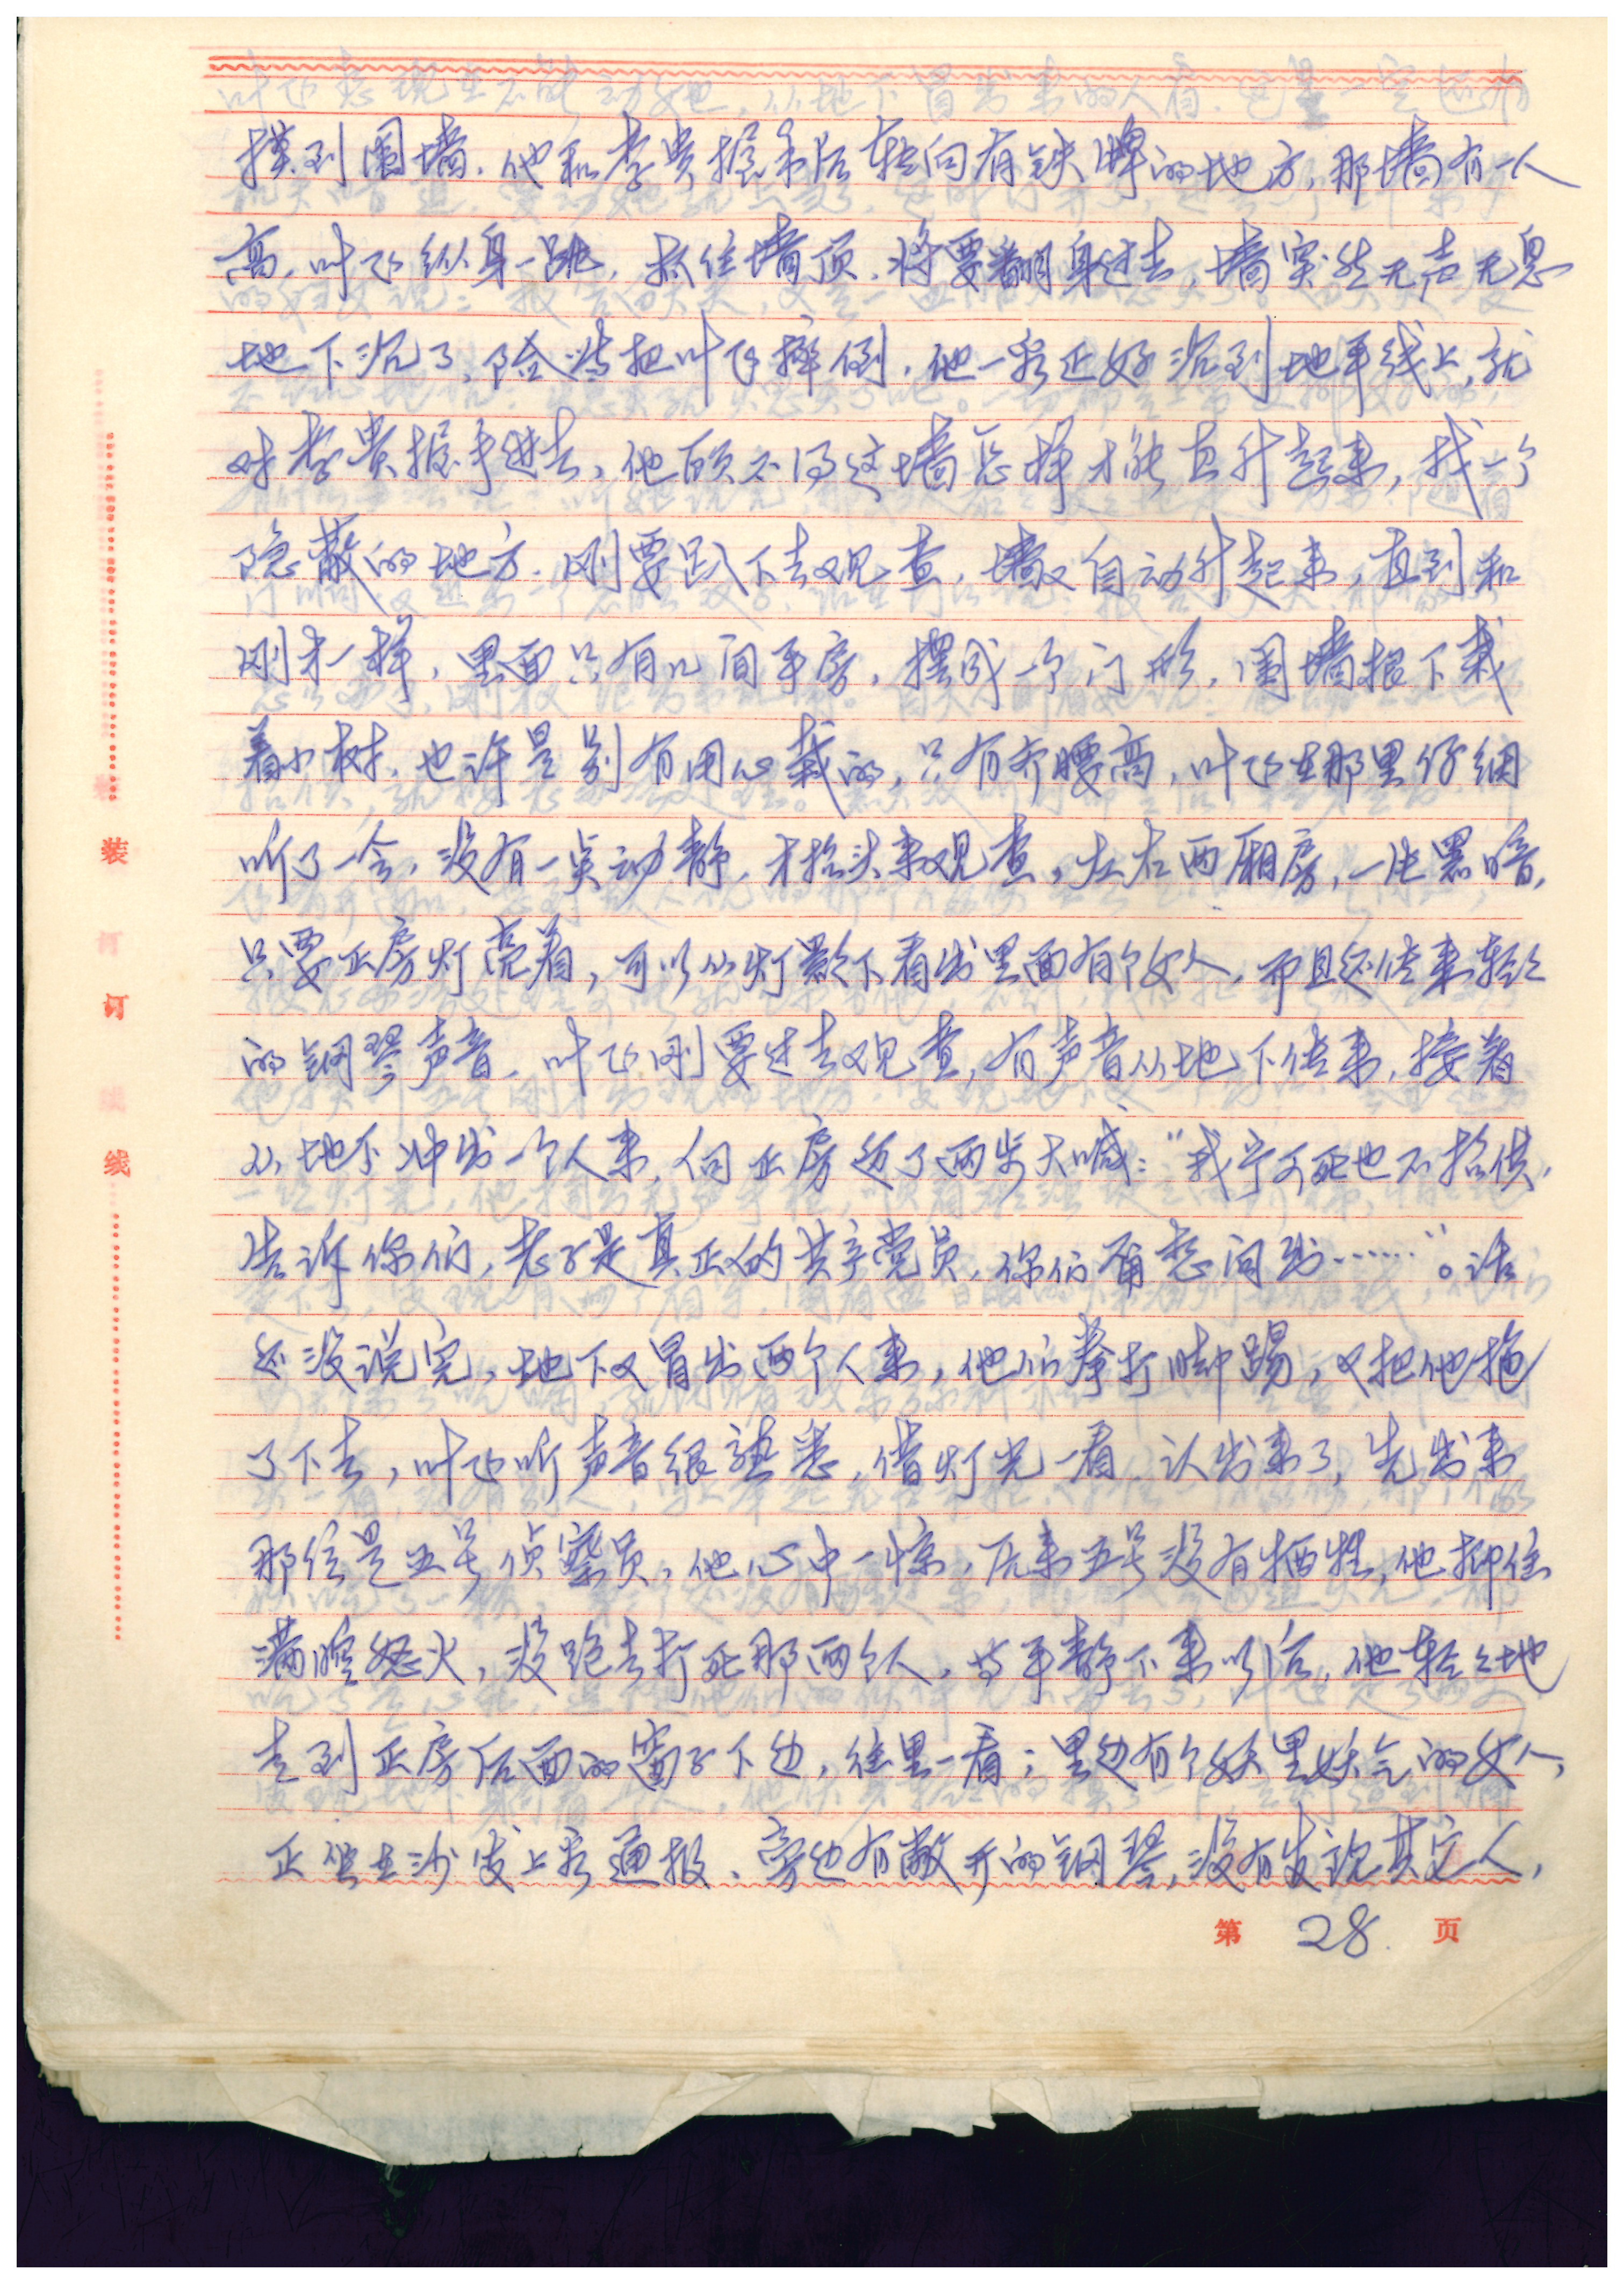 摸到围墙.他和李贵握手后转向有铁牌的地方,那墙有一人
高,叶飞纵身一跳,抓住墙顶.将要翻身过去,墙突然无声无息
地下沉了,险些把叶飞摔倒.他一看正好沉到地平线上,就
对李贵握手进去,他顾不得这墙怎样才能再升起来,找一个
隐蔽的地方.刚要趴下去观查,墙又自动升起来,直到和
刚才一样,里面只有几间平房,摆成一个门形,围墙根下栽
着小树,也许是别有用心栽的,只有齐腰高,叶飞在那里仔细
听了一会,没有一点动静,才抬头来观查,左右两厢房,一片黑暗,
只要正房灯亮着,可以从灯影下看出里面有个女人,而且还传来轻轻
的钢琴声音.叶飞刚要过去观查,有声音从地下传来,接着
从地下冲出一个人来,向正房迈了两步大喊:“我宁可死也不招供,
告诉你们,老子是真正的共产党员,你们甭想问出……”。话
还没说完,地下又冒出两个人来,他们拳打脚踢,又把他拖
了下去,叶飞听声音很熟悉,借灯光一看.认出来了,先出来
那位是五号侦察员,他心中一惊,原来五号没有牺牲,他抑住
满腔怒火,没跑去打死那两个人,当平静下来以后,他轻轻地
走到正房后面的窗子下边,往里一看;里边有个妖里妖气的女人,
正坐在沙发上看画报、旁边有敞开的钢琴,没有发现其它人,
第 28 页
装
订
线